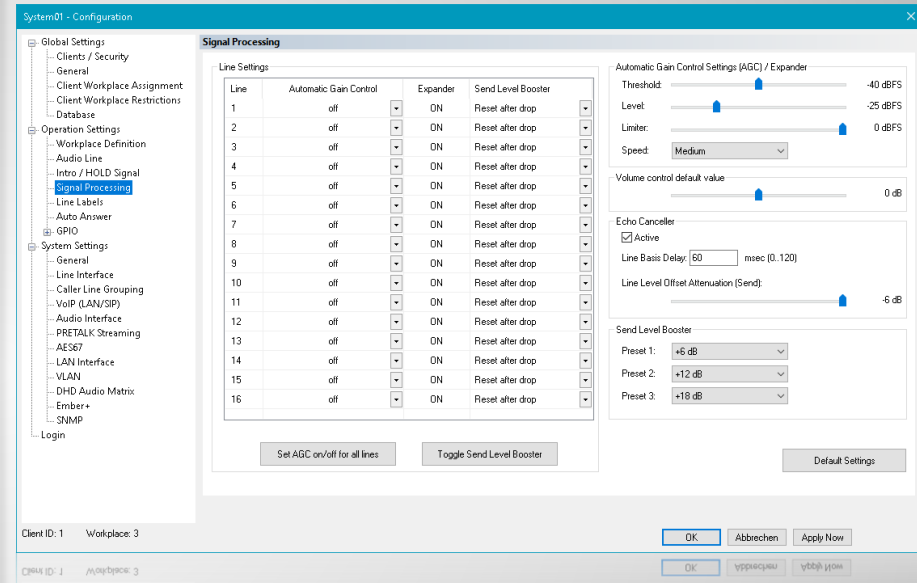 System01 - Configuration
Global Settings
Clients / Security
General
Client Workplace Assignment
Client Workplace Restrictions
Database
Operation Settings
Workplace Definition
Audio Line
Intro / HOLD Signal
Signal Processing
Line Labels
Auto Answer
GPIO
System Settings
General
Line Interface
Caller Line Grouping
VoIP (LAN/SIP)
Audio Interface
PRETALK Streaming
AES67
LAN Interface
VLAN
DHD Audio Matrix
Ember+
SNMP
Login
Signal Processing
Line Settings
Line Automatic Gain Control Expander Send Level Booster
1 off ON Reset after drop
2 off ON Reset after drop
3 off ON Reset after drop
4 off ON Reset after drop
5 off ON Reset after drop
6 off ON Reset after drop
7 off ON Reset after drop
8 off ON Reset after drop
9 off ON Reset after drop
10 off ON Reset after drop
11 off ON Reset after drop
12 off ON Reset after drop
13 off ON Reset after drop
14 off ON Reset after drop
15 off ON Reset after drop
16 off ON Reset after drop
Set AGC on/off for all lines Toggle Send Level Booster
Automatic Gain Control Settings (AGC) / Expander
Threshold: -40 dBFS
Level: -25 dBFS
Limiter: 0 dBFS
Speed: Medium
Volume control default value
0 dB
Echo Canceller
Active
Line Basis Delay: 60 msec (0..120)
Line Level Offset Attenuation (Send):
-6 dB
Send Level Booster
Preset 1: +6 dB
Preset 2: +12 dB
Preset 3: +18 dB
Default Settings
Client ID: 1 Workplace: 3
OK Abbrechen Apply Now